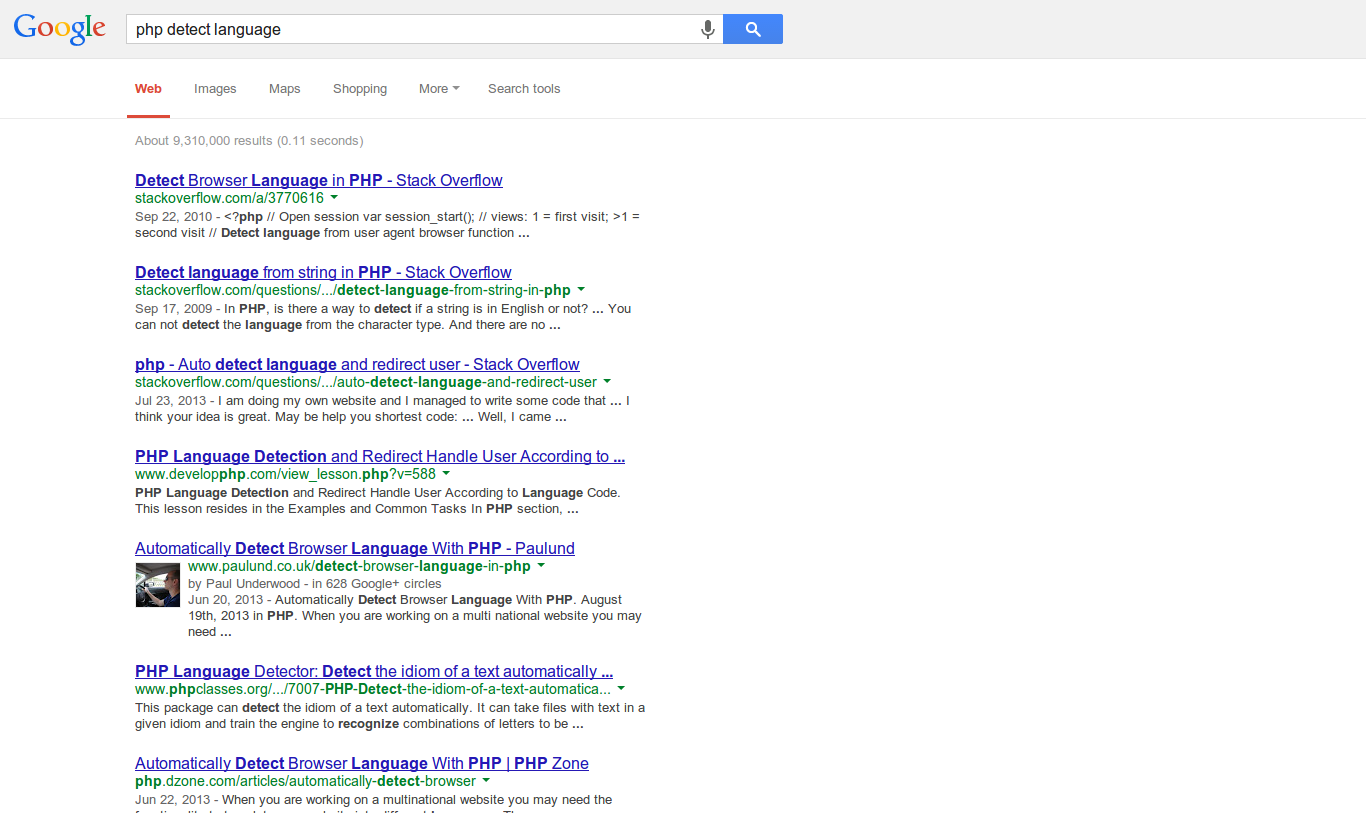 Google
php detect language
Web Images Maps Shopping More Search tools
About 9,310,000 results (0.11 seconds)
Detect Browser Language in PHP - Stack Overflow
stackoverflow.com/a/3770616
Sep 22, 2010 - <?php // Open session var session_start(); // views: 1 = first visit; >1 =
second visit // Detect language from user agent browser function ...
Detect language from string in PHP - Stack Overflow
stackoverflow.com/questions/.../detect-language-from-string-in-php
Sep 17, 2009 - In PHP, is there a way to detect if a string is in English or not? ... You
can not detect the language from the character type. And there are no ...
php - Auto detect language and redirect user - Stack Overflow
stackoverflow.com/questions/.../auto-detect-language-and-redirect-user
Jul 23, 2013 - I am doing my own website and I managed to write some code that ... I
think your idea is great. May be help you shortest code: ... Well, I came ...
PHP Language Detection and Redirect Handle User According to ...
www.developphp.com/view_lesson.php?v=588
PHP Language Detection and Redirect Handle User According to Language Code.
This lesson resides in the Examples and Common Tasks In PHP section, ...
Automatically Detect Browser Language With PHP - Paulund
www.paulund.co.uk/detect-browser-language-in-php
by Paul Underwood - in 628 Google+ circles
Jun 20, 2013 - Automatically Detect Browser Language With PHP. August
19th, 2013 in PHP. When you are working on a multi national website you may
need ...
PHP Language Detector: Detect the idiom of a text automatically ...
www.phpclasses.org/.../7007-PHP-Detect-the-idiom-of-a-text-automatica...
This package can detect the idiom of a text automatically. It can take files with text in a
given idiom and train the engine to recognize combinations of letters to be ...
Automatically Detect Browser Language With PHP | PHP Zone
php.dzone.com/articles/automatically-detect-browser
Jun 22, 2013 - When you are working on a multinational website you may need the